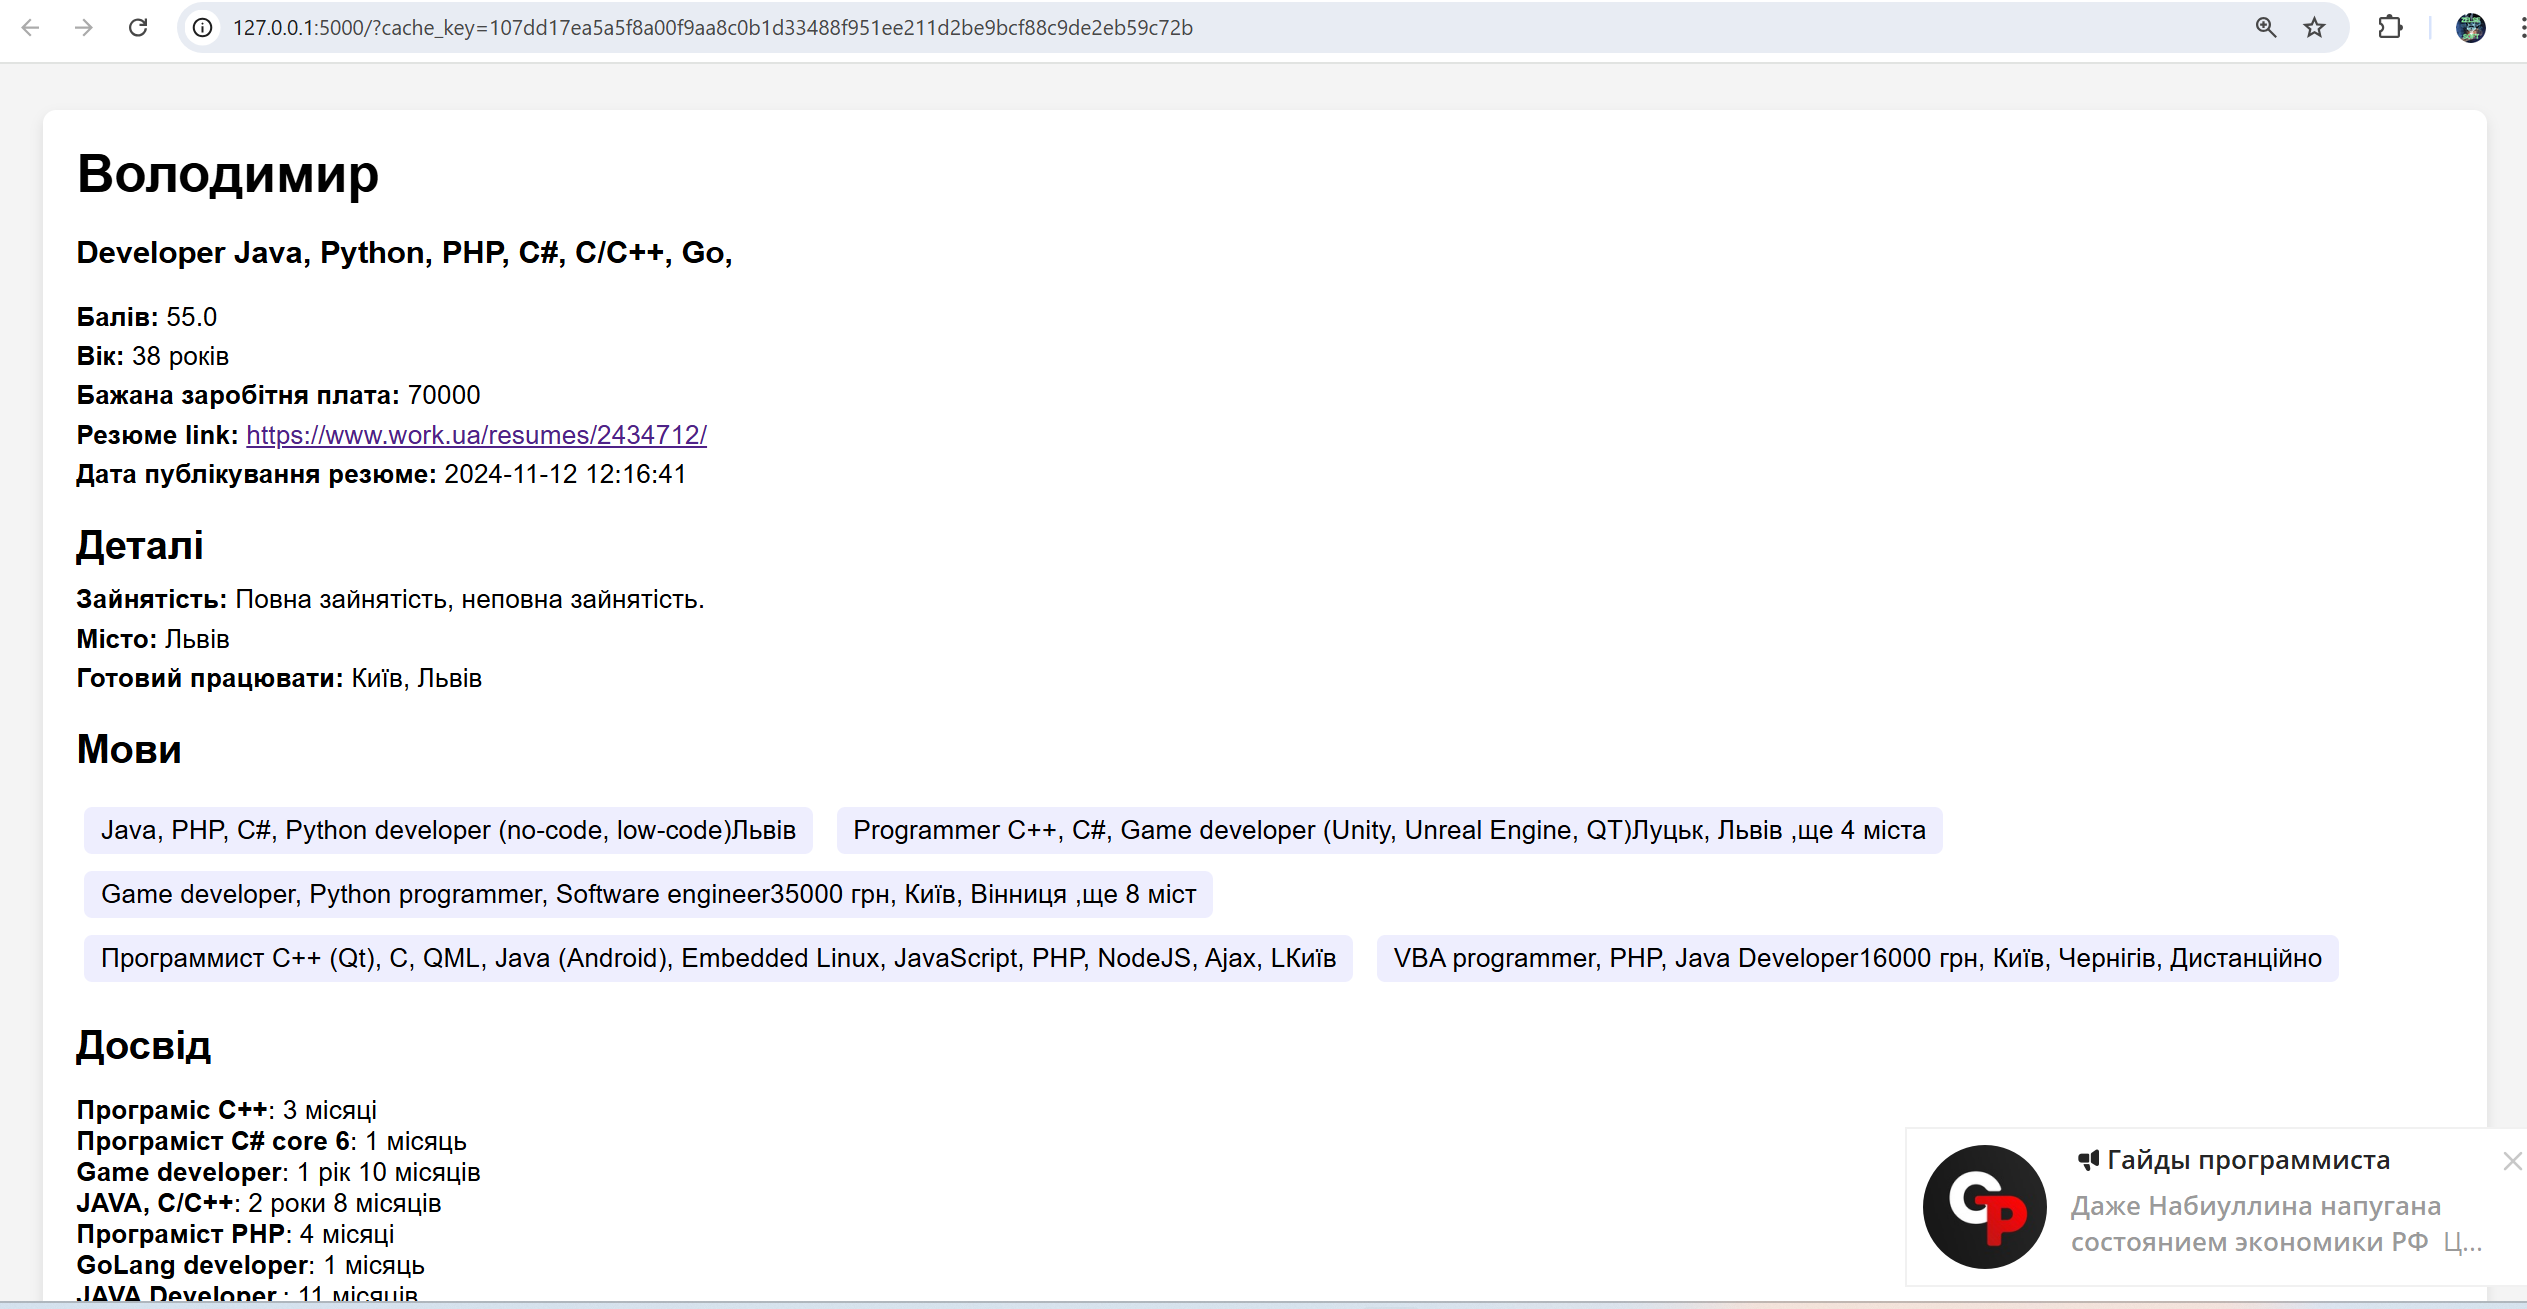 127.0.0.1:5000/?cache_key=107dd17ea5a5f8a00f9aa8c0b1d33488f951ee211d2be9bcf88c9de2eb59c72b
Володимир
Developer Java, Python, PHP, C#, C/C++, Go,
Балів: 55.0
Вік: 38 років
Бажана заробітня плата: 70000
Резюме link: https://www.work.ua/resumes/2434712/
Дата публікування резюме: 2024-11-12 12:16:41
Деталі
Зайнятість: Повна зайнятість, неповна зайнятість.
Місто: Львів
Готовий працювати: Київ, Львів
Мови
Java, PHP, C#, Python developer (no-code, low-code)Львів
Programmer C++, C#, Game developer (Unity, Unreal Engine, QT)Луцьк, Львів ,ще 4 міста
Game developer, Python programmer, Software engineer35000 грн, Київ, Вінниця ,ще 8 міст
Программист C++ (Qt), C, QML, Java (Android), Embedded Linux, JavaScript, PHP, NodeJS, Ajax, LКиїв
VBA programmer, PHP, Java Developer16000 грн, Київ, Чернігів, Дистанційно
Досвід
Програміс C++: 3 місяці
Програміст C# core 6: 1 місяць
Game developer: 1 рік 10 місяців
JAVA, C/C++: 2 роки 8 місяців
Програміст PHP: 4 місяці
GoLang developer: 1 місяць
JAVA Developer : 11 місяців
GP
Гайды программиста
Даже Набиуллина напугана
состоянием экономики РФ Ц...